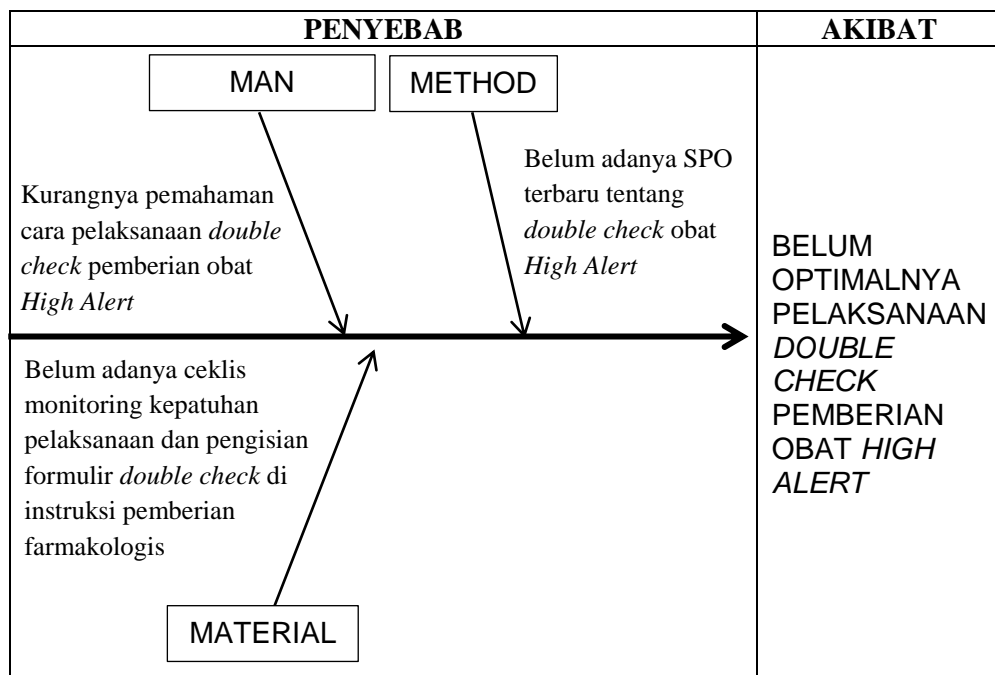 PENYEBAB
AKIBAT
MAN
METHOD
Kurangnya pemahaman
cara pelaksanaan double
check pemberian obat
High Alert
Belum adanya SPO
terbaru tentang
double check obat
High Alert
Belum adanya ceklis
monitoring kepatuhan
pelaksanaan dan pengisian
formulir double check di
instruksi pemberian
farmakologis
MATERIAL
BELUM
OPTIMALNYA
PELAKSANAAN
DOUBLE
CHECK
PEMBERIAN
OBAT HIGH
ALERT